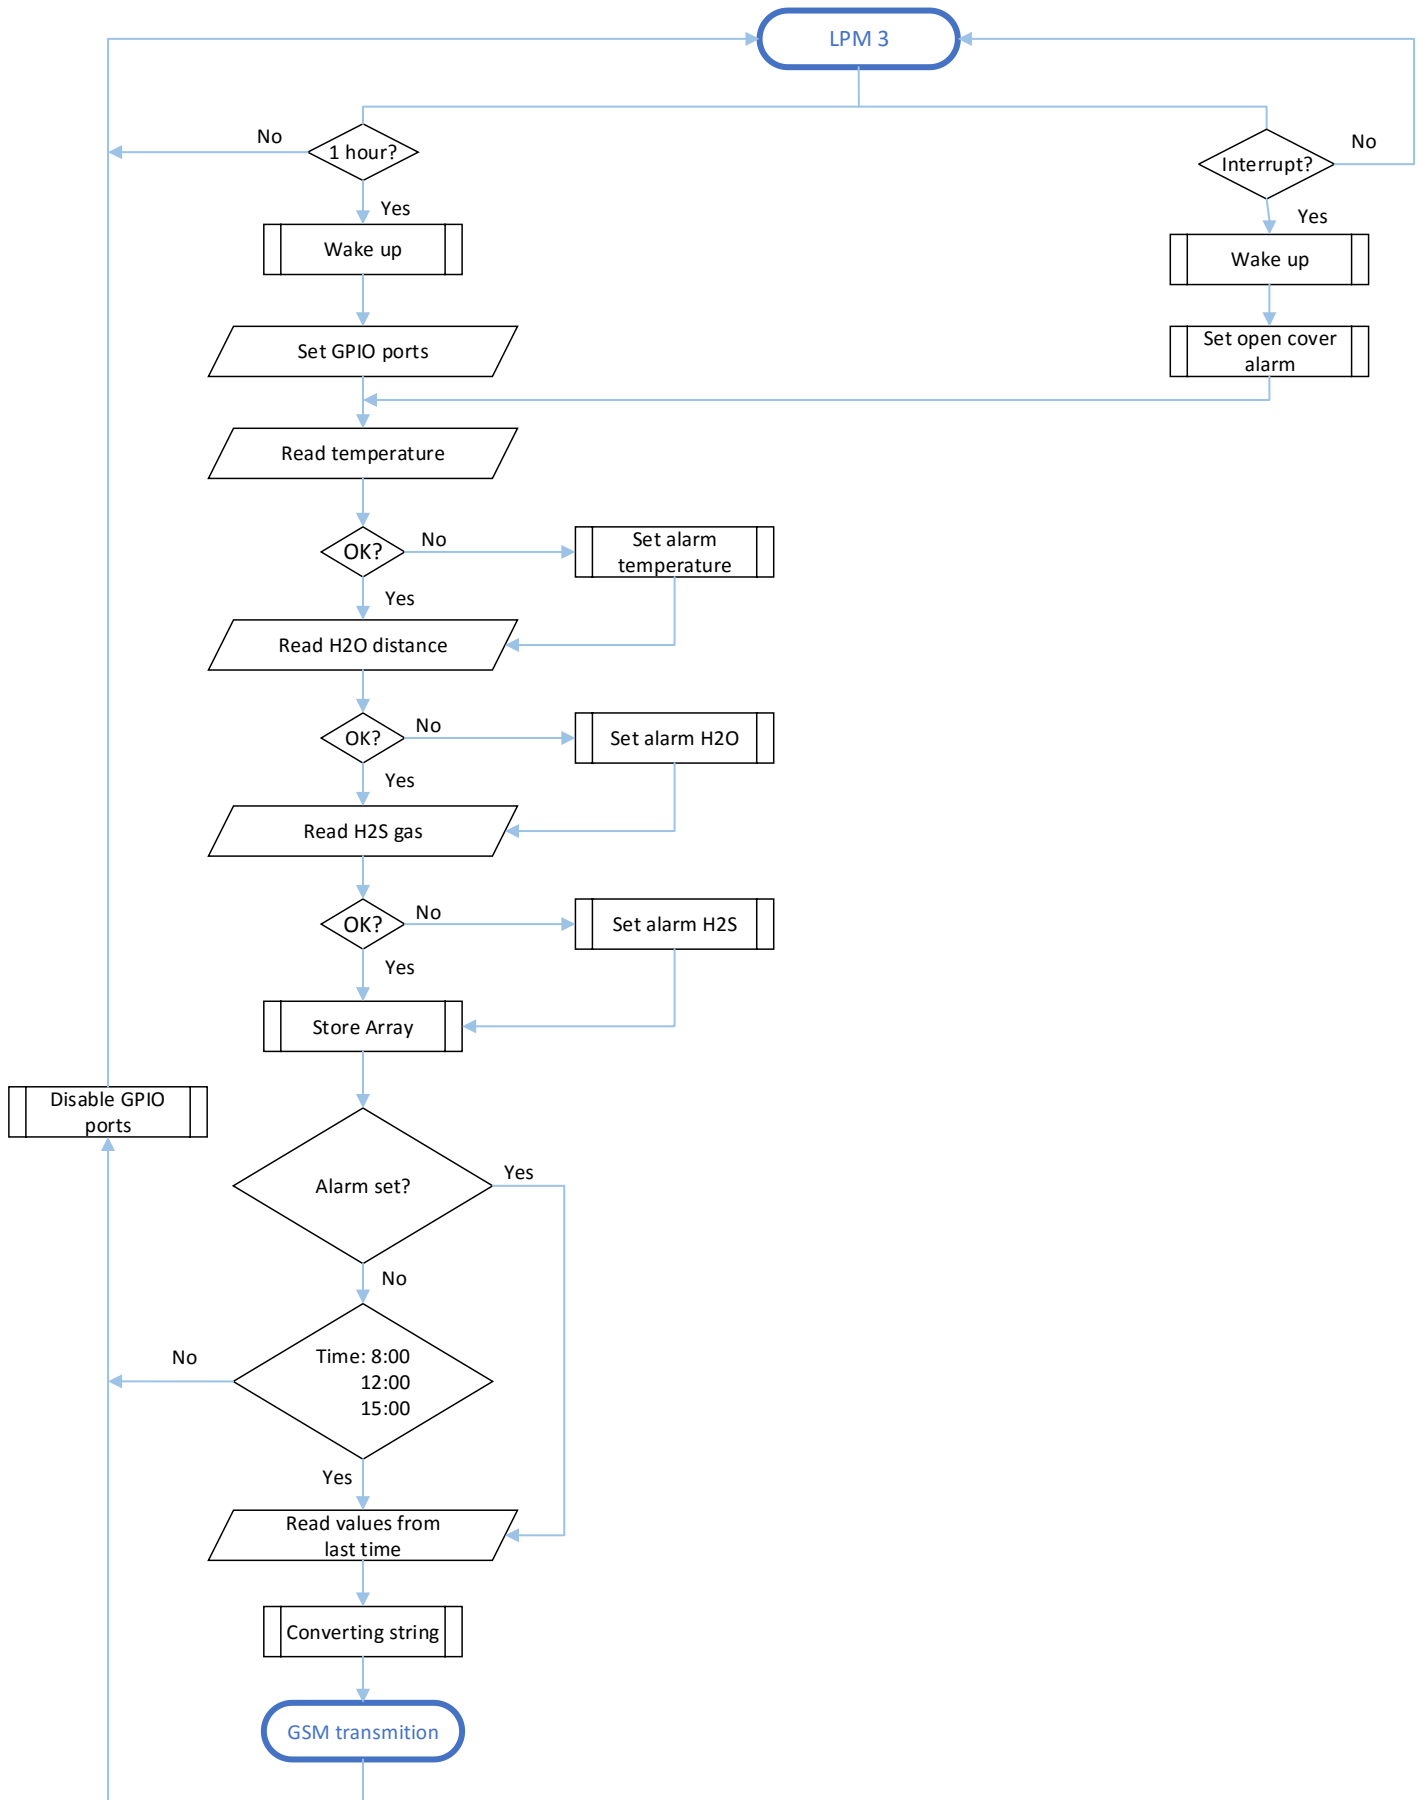 LPM 3
No
1 hour?
Yes
No
Interrupt?
Yes
Wake up
Wake up
Set GPIO ports
Set open cover
alarm
Read temperature
OK?
No
Set alarm
temperature
Yes
Read H2O distance
OK?
No
Set alarm H2O
Yes
Read H2S gas
OK?
No
Set alarm H2S
Yes
Store Array
Disable GPIO
ports
Alarm set?
Yes
No
No
Time: 8:00
12:00
15:00
Yes
Read values from
last time
Converting string
GSM transmition